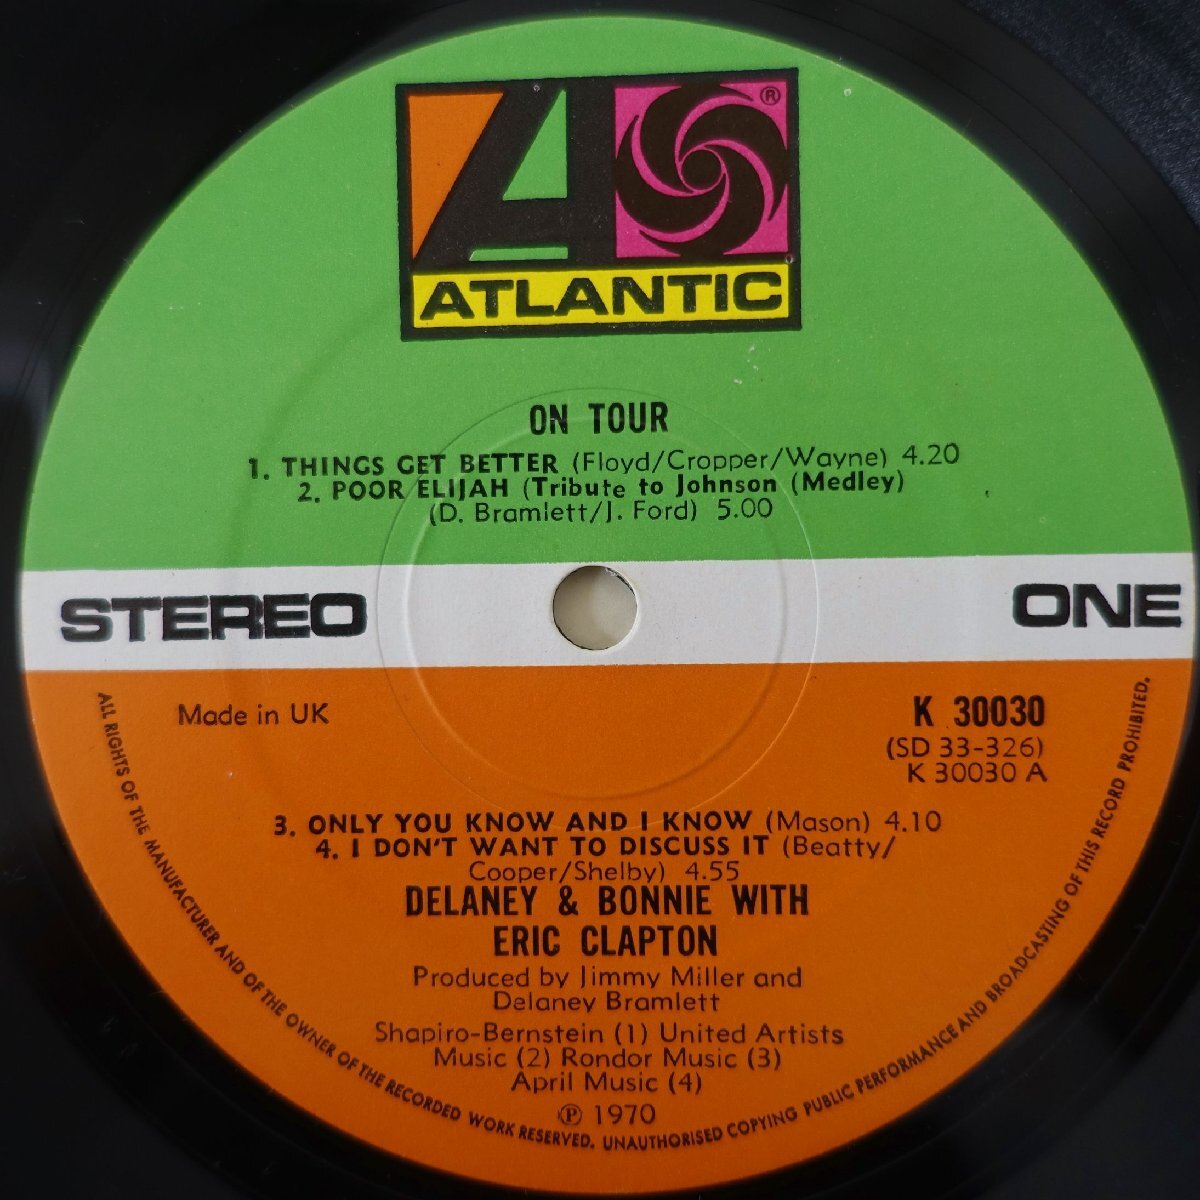 ®
ATLANTIC
ON TOUR
1. THINGS GET BETTER (Floyd/Cropper/Wayne) 4.20
2. POOR ELIJAH (Tribute to Johnson (Medley)
(D. Bramlett/J. Ford) 5.00
STEREO ONE
Made in UK
K 30030
(SD 33-326)
K 30030 A
3. ONLY YOU KNOW AND I KNOW (Mason) 4.10
4. I DON'T WANT TO DISCUSS IT (Beatty/
Cooper/Shelby) 4.55
DELANEY & BONNIE WITH
ERIC CLAPTON
Produced by Jimmy Miller and
Delaney Bramlett
Shapiro-Bernstein (1) United Artists
Music (2) Rondor Music (3)
April Music (4)
℗ 1970
ALL RIGHTS OF THE MANUFACTURER AND OF THE OWNER OF THE RECORDED WORK RESERVED. UNAUTHORISED COPYING PUBLIC PERFORMANCE AND BROADCASTING OF THIS RECORD PROHIBITED.